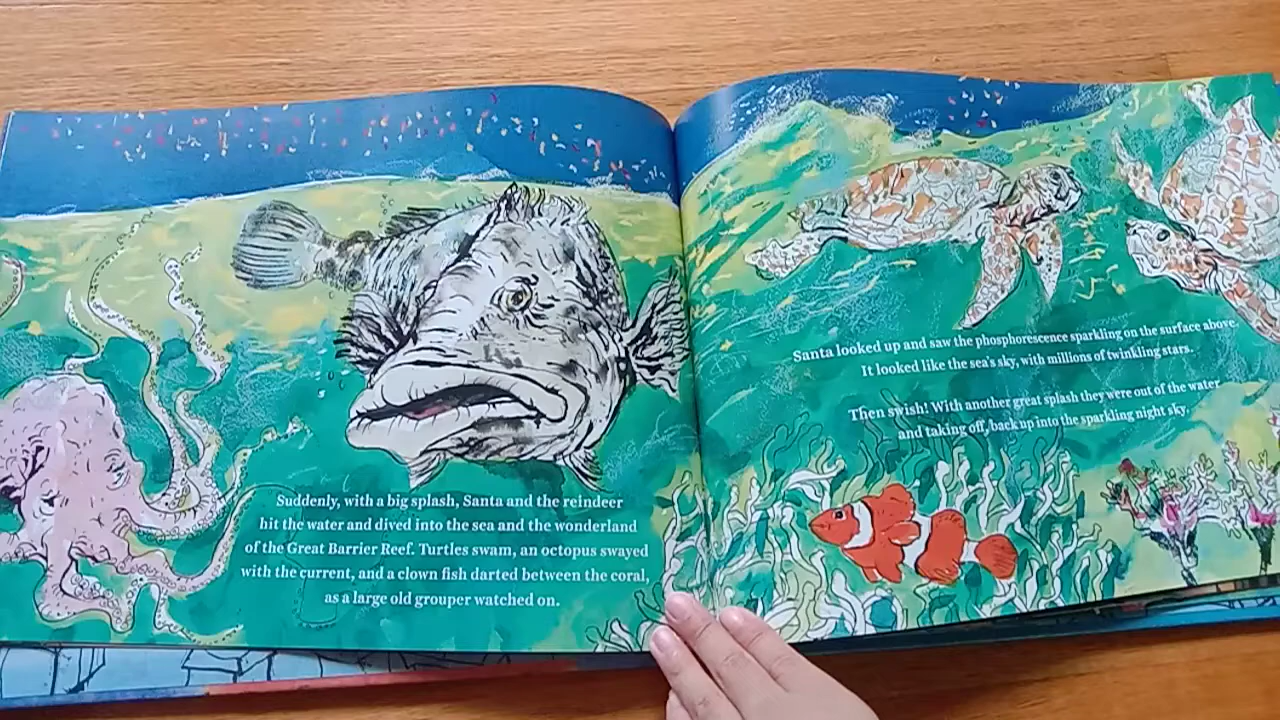 Suddenly, with a big splash, Santa and the reindeer
hit the water and dived into the sea and the wonderland
of the Great Barrier Reef. Turtles swam, an octopus swayed
with the current, and a clown fish darted between the coral,
as a large old grouper watched on.
Santa looked up and saw the phosphorescence sparkling on the surface above.
It looked like the sea's sky, with millions of twinkling stars.
Then swish! With another great splash they were out of the water
and taking off, back up into the sparkling night sky.